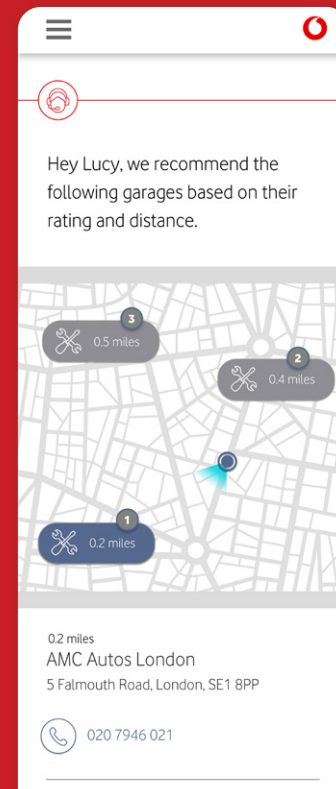 Hey Lucy, we recommend the
following garages based on their
rating and distance.
3
0.5 miles
2
0.4 miles
1
0.2 miles
0.2 miles
AMC Autos London
5 Falmouth Road, London, SE1 8PP
020 7946 021